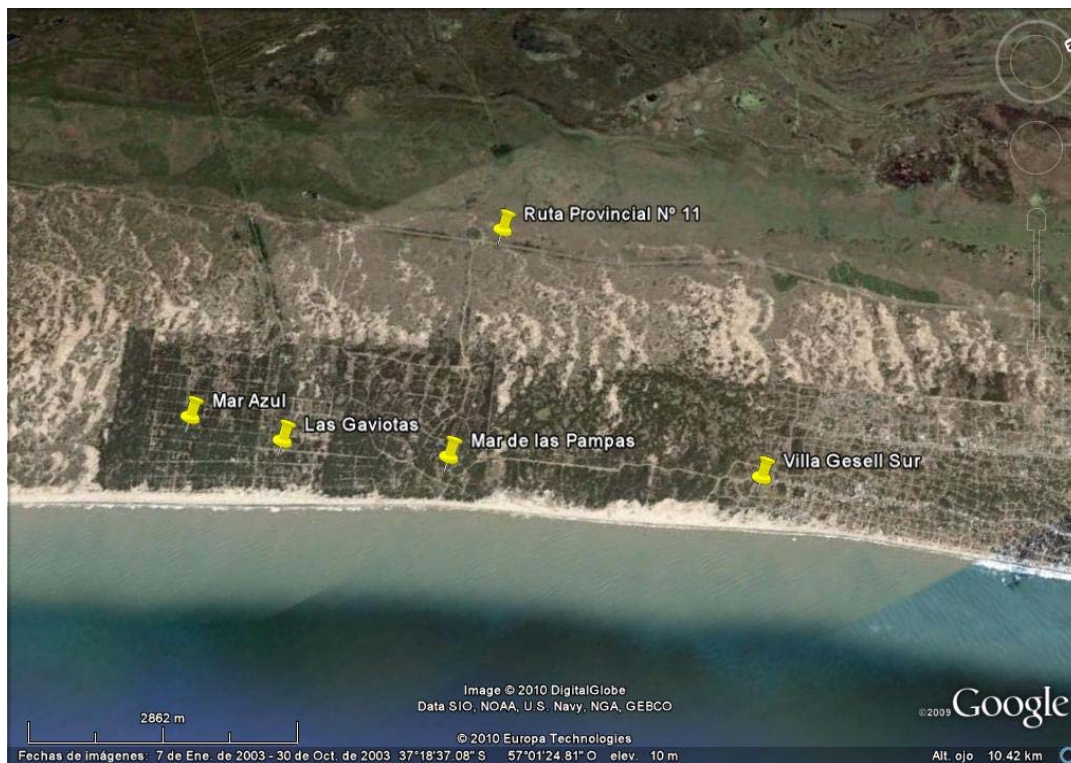 Ruta Provincial Nº 11
Mar Azul
Las Gaviotas
Mar de las Pampas
Villa Gesell Sur
Image © 2010 DigitalGlobe
Data SIO, NOAA, U.S. Navy, NGA, GEBCO
© 2010 Europa Technologies
©2009 Google
2862 m
Fechas de imágenes: 7 de Ene. de 2003 - 30 de Oct. de 2003 37°18'37.08" S 57°01'24.81" O elev. 10 m Alt. ojo 10.42 km